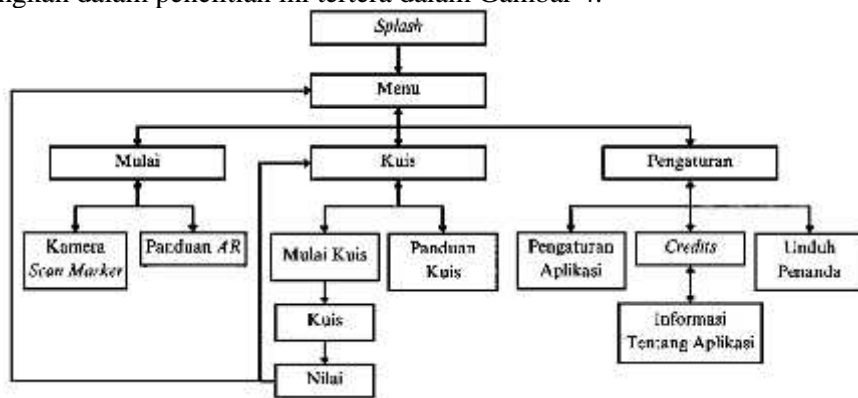 dalam penelitian ini tertera dalam Gambar 4.
Splash
Menu
Mulai
Kuis
Pengaturan
Kamera
Scan Marker
Panduan AR
Mulai Kuis
Panduan
Kuis
Pengaturan
Aplikasi
Credits
Unduh
Penanda
Kuis
Informasi
Tentang Aplikasi
Nilai